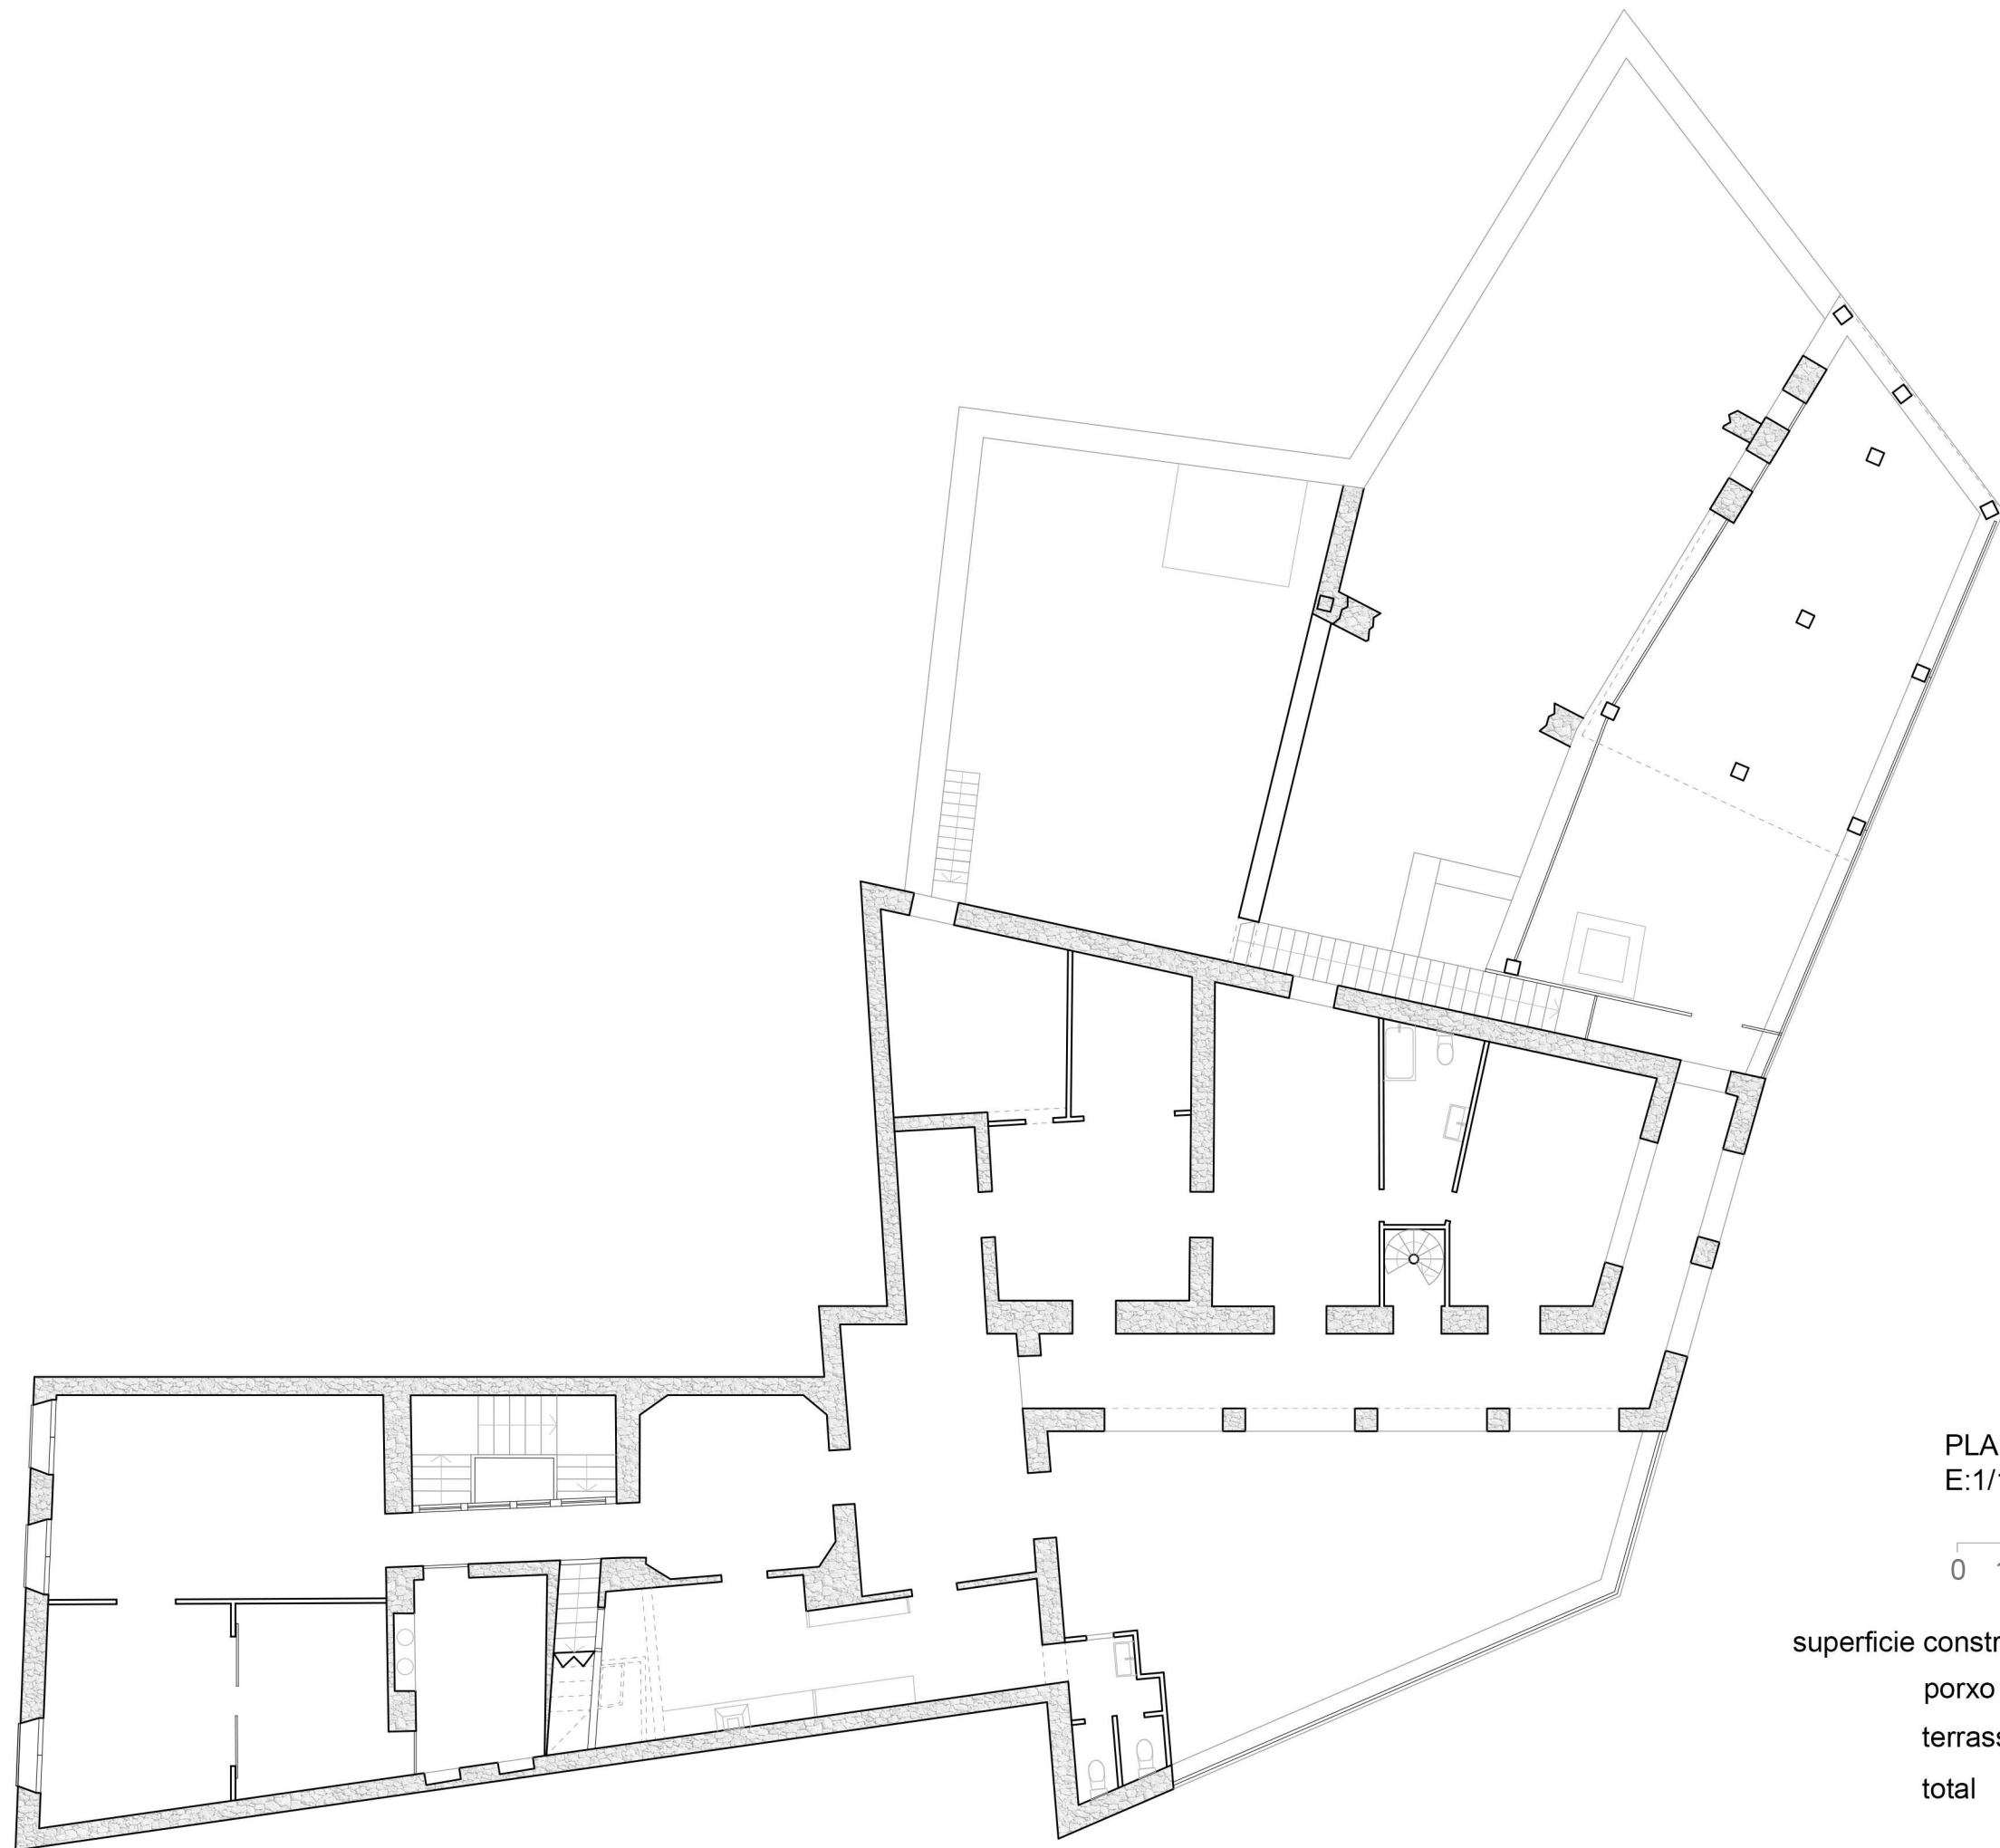 PLA
E:1/
0
superficie constr
porxo
terrass
total